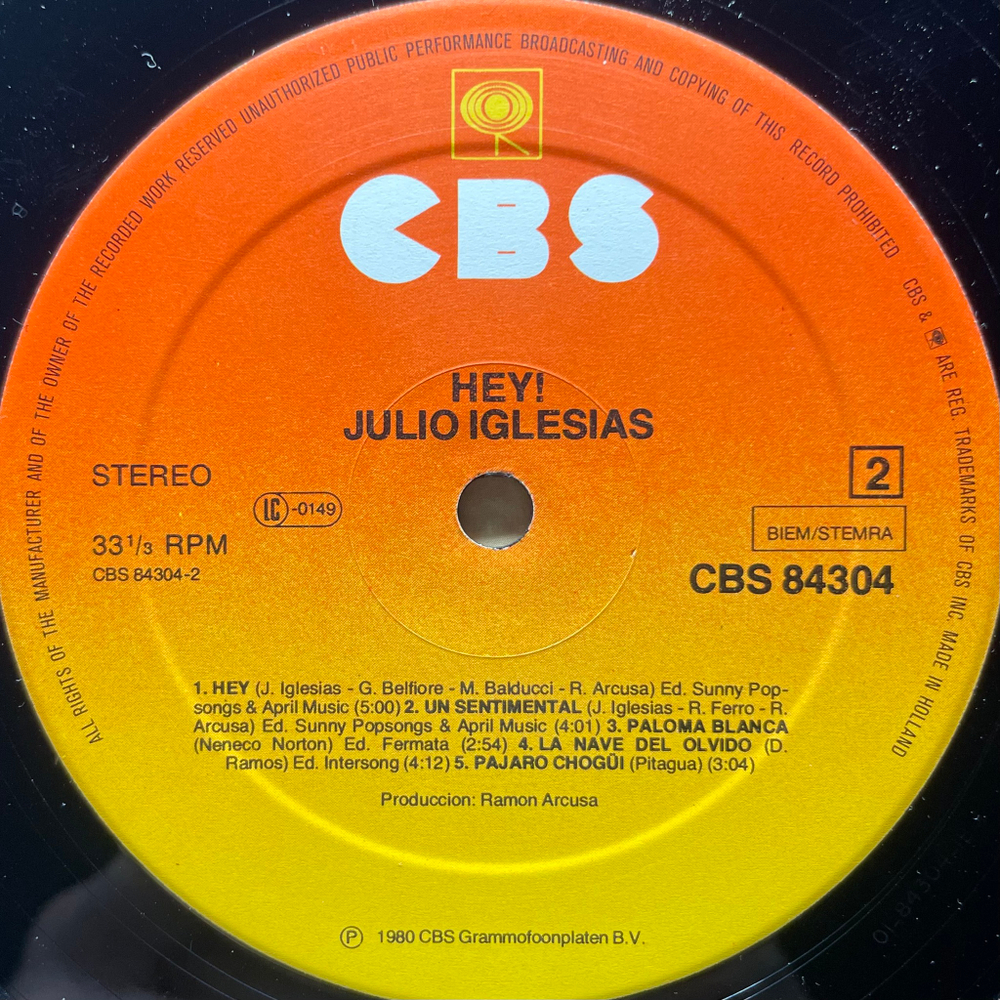 ALL RIGHTS OF THE MANUFACTURER AND OF THE OWNER OF THE RECORDED WORK RESERVED UNAUTHORIZED PUBLIC PERFORMANCE BROADCASTING AND COPYING OF THIS RECORD PROHIBITED CBS & ARE REG. TRADEMARKS OF CBS INC. MADE IN HOLLAND
CBS
HEY!
JULIO IGLESIAS
STEREO
2
LC-0149
BIEM/STEMRA
33 1/3 RPM
CBS 84304-2
CBS 84304
1. HEY (J. Iglesias - G. Belfiore - M. Balducci - R. Arcusa) Ed. Sunny Pop-
songs & April Music (5:00) 2. UN SENTIMENTAL (J. Iglesias - R. Ferro - R.
Arcusa) Ed. Sunny Popsongs & April Music (4:01) 3. PALOMA BLANCA
(Neneco Norton) Ed. Fermata (2:54) 4. LA NAVE DEL OLVIDO (D.
Ramos) Ed. Intersong (4:12) 5. PAJARO CHOGÜI (Pitagua) (3:04)
Produccion: Ramon Arcusa
Ⓟ 1980 CBS Grammofoonplaten B.V.